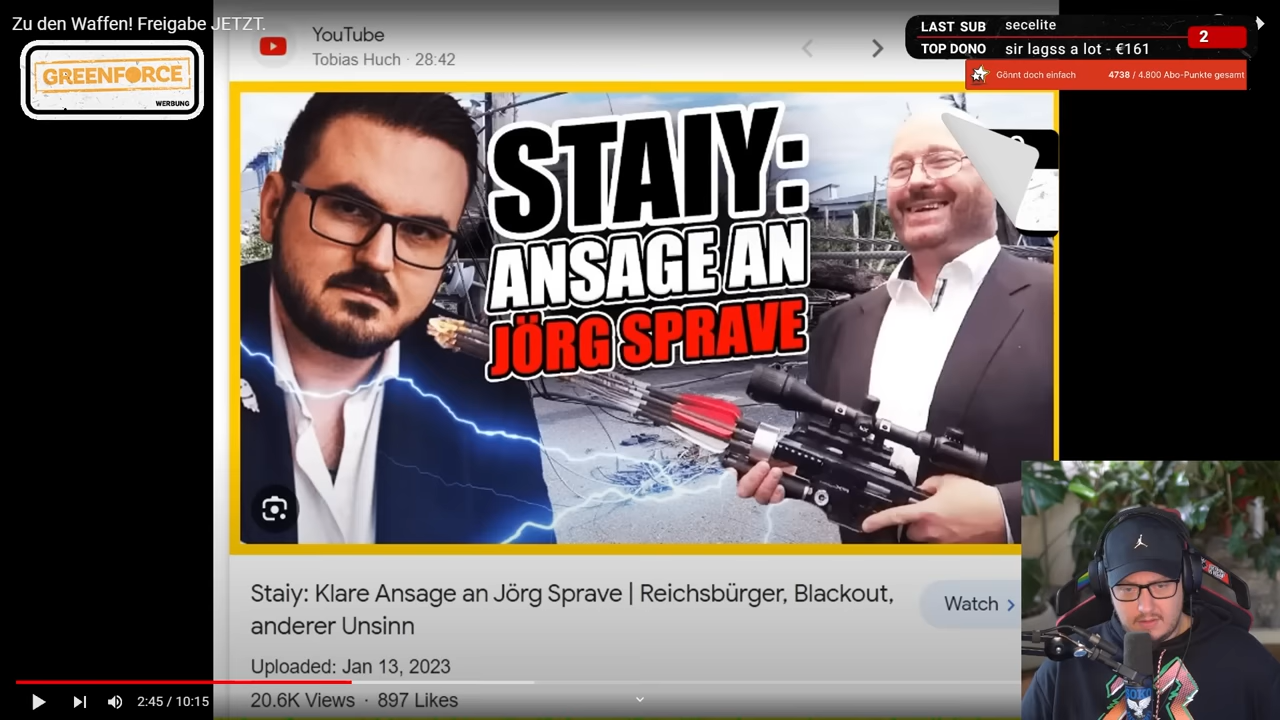 Zu den Waffen! Freigabe JETZT.
GREENFORCE
WERBUNG
YouTube
Tobias Huch · 28:42
LAST SUB secelite
TOP DONO sir lagss a lot - €161
2
Gönnt doch einfach 4738 / 4.800 Abo-Punkte gesamt
STAIY:
ANSAGE AN
JÖRG SPRAVE
Staiy: Klare Ansage an Jörg Sprave | Reichsbürger, Blackout,
anderer Unsinn
Watch
Uploaded: Jan 13, 2023
20.6K Views · 897 Likes
2:45 / 10:15